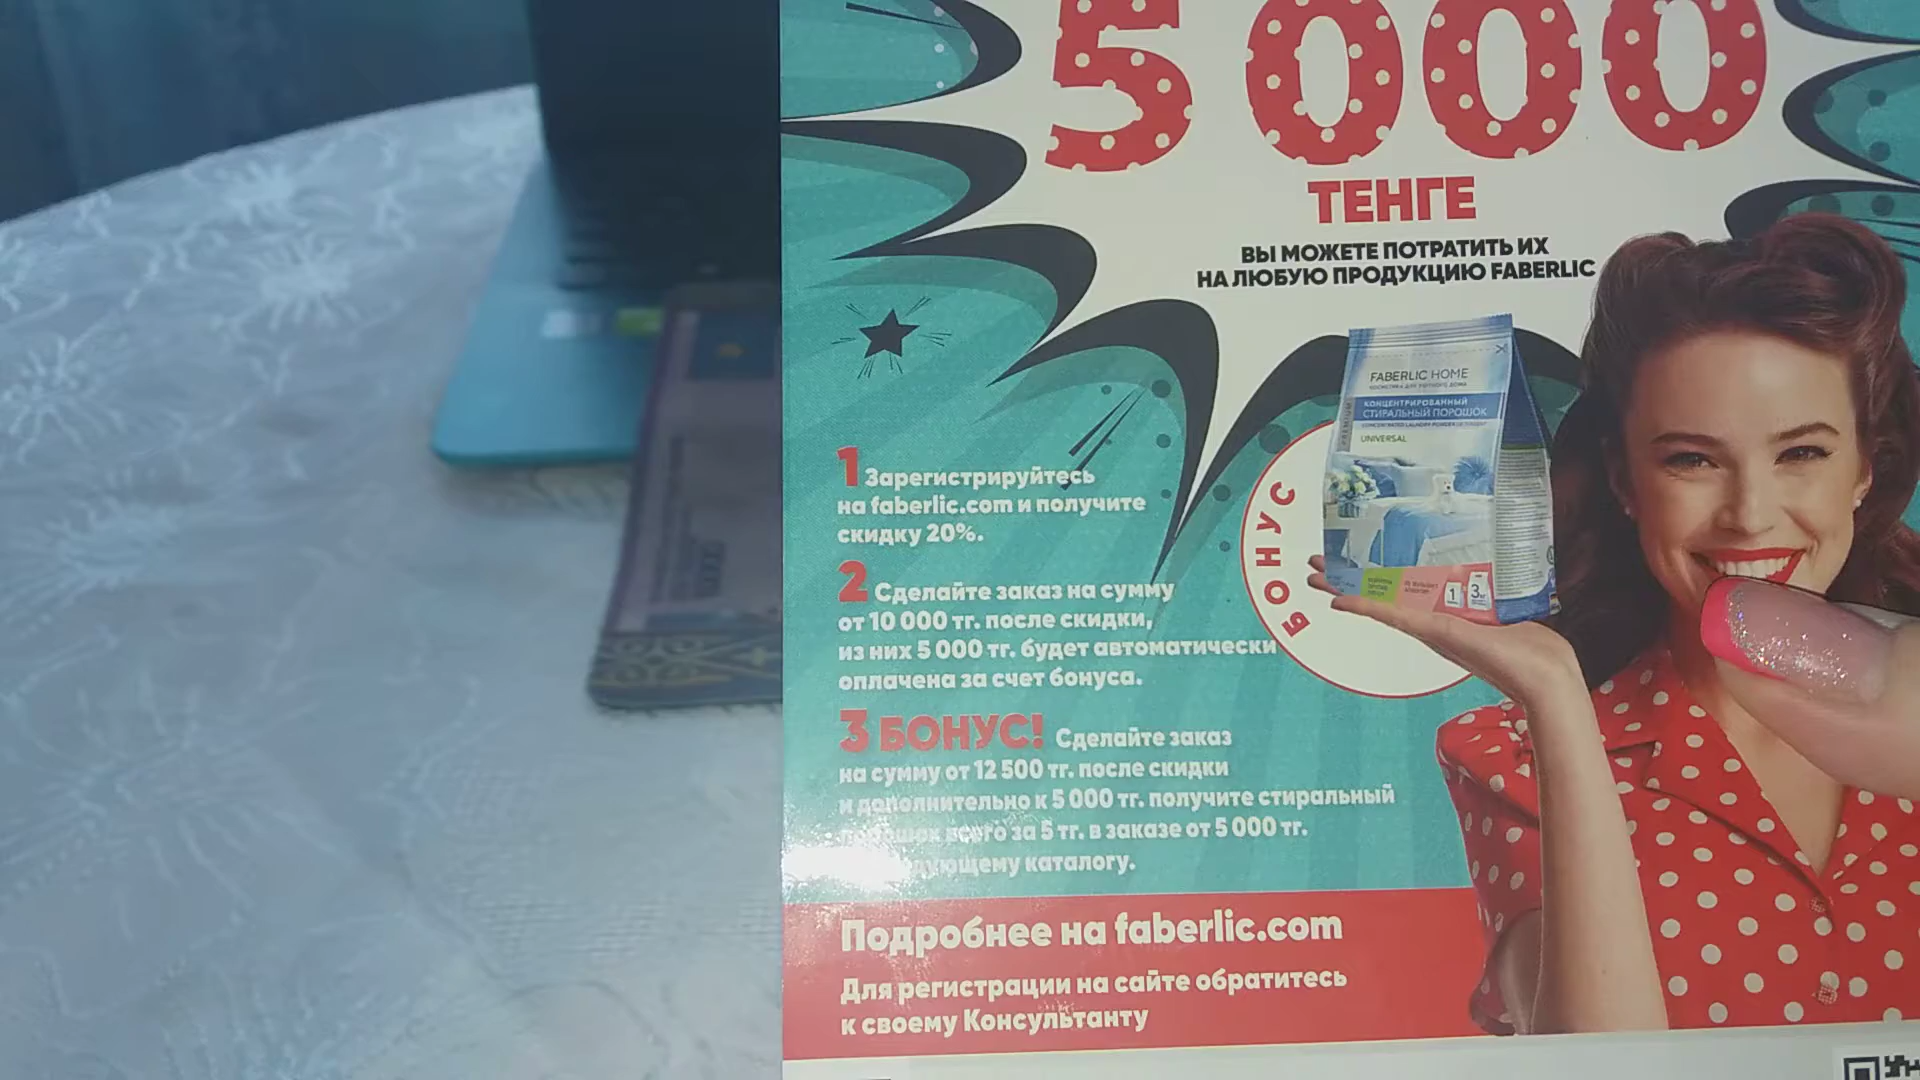 5 000
ТЕНГЕ
ВЫ МОЖЕТЕ ПОТРАТИТЬ ИХ
НА ЛЮБУЮ ПРОДУКЦИЮ FABERLIC
FABERLIC HOME
КОНЦЕНТРИРОВАННЫЙ
СТИРАЛЬНЫЙ ПОРОШОК
UNIVERSAL
БОНУС
1 Зарегистрируйтесь
на faberlic.com и получите
скидку 20%.
2 Сделайте заказ на сумму
от 10 000 тг. после скидки,
из них 5 000 тг. будет автоматически
оплачена за счет бонуса.
3 БОНУС! Сделайте заказ
на сумму от 12 500 тг. после скидки
и дополнительно к 5 000 тг. получите стиральный
порошок всего за 5 тг. в заказе от 5 000 тг.
каталогу.
Подробнее на faberlic.com
Для регистрации на сайте обратитесь
к своему Консультанту